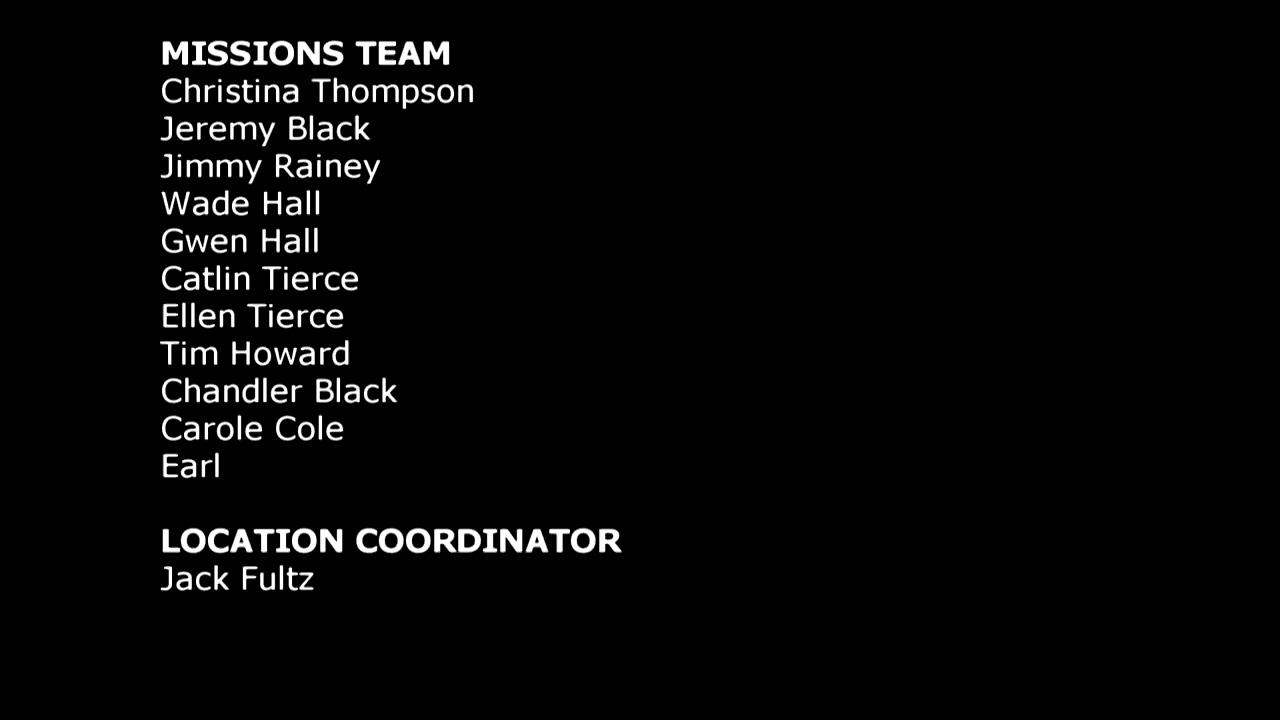 MISSIONS TEAM
Christina Thompson
Jeremy Black
Jimmy Rainey
Wade Hall
Gwen Hall
Catlin Tierce
Ellen Tierce
Tim Howard
Chandler Black
Carole Cole
Earl
LOCATION COORDINATOR
Jack Fultz